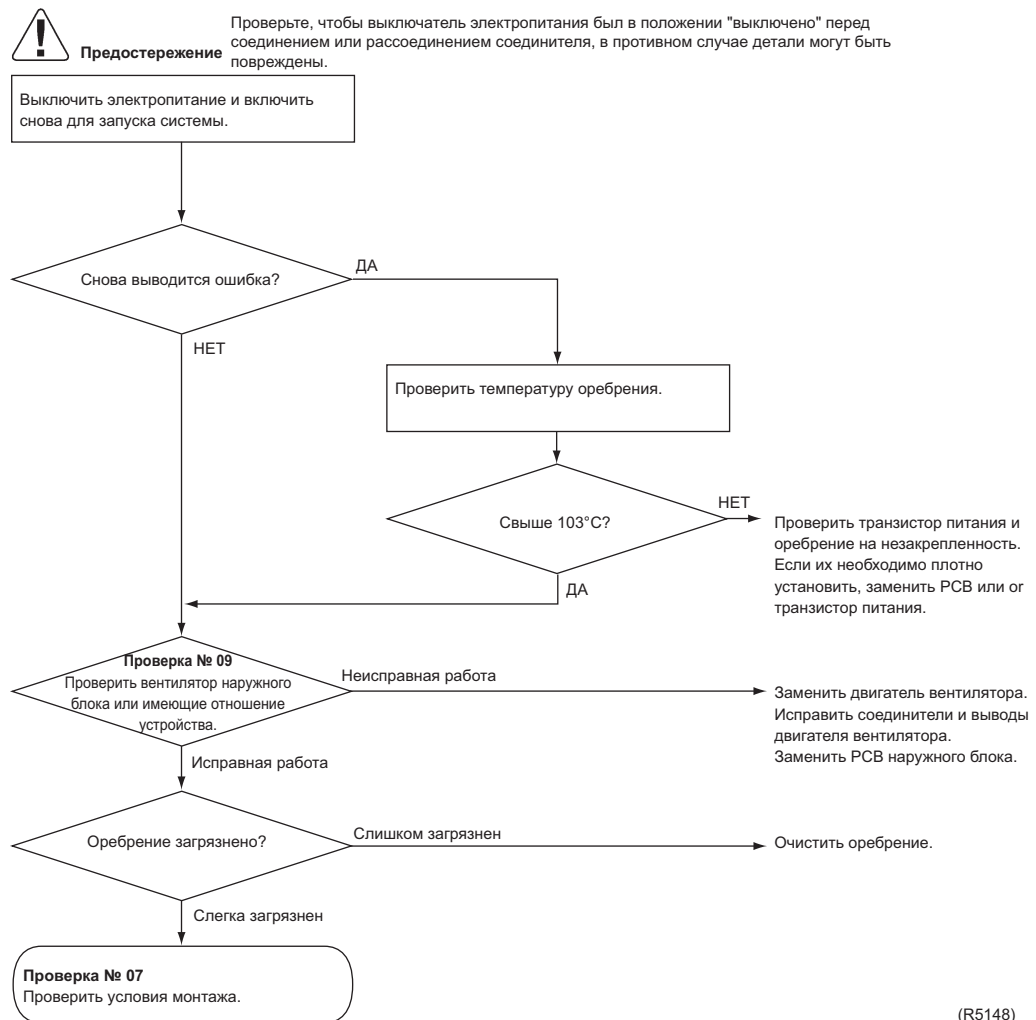 Проверьте, чтобы выключатель электропитания был в положении "выключено" перед
соединением или рассоединением соединителя, в противном случае детали могут быть
повреждены.
Предостережение
Выключить электропитание и включить
снова для запуска системы.
Снова выводится ошибка?
ДА
НЕТ
Проверить температуру оребрения.
Свыше 103°C?
НЕТ
Проверить транзистор питания и
оребрение на незакрепленность.
Если их необходимо плотно
установить, заменить PCB или or
транзистор питания.
ДА
Проверка № 09
Проверить вентилятор наружного
блока или имеющие отношение
устройства.
Неисправная работа
Заменить двигатель вентилятора.
Исправить соединители и выводы
двигателя вентилятора.
Заменить PCB наружного блока.
Исправная работа
Оребрение загрязнено?
Слишком загрязнен
Очистить оребрение.
Слегка загрязнен
Проверка № 07
Проверить условия монтажа.
(R5148)